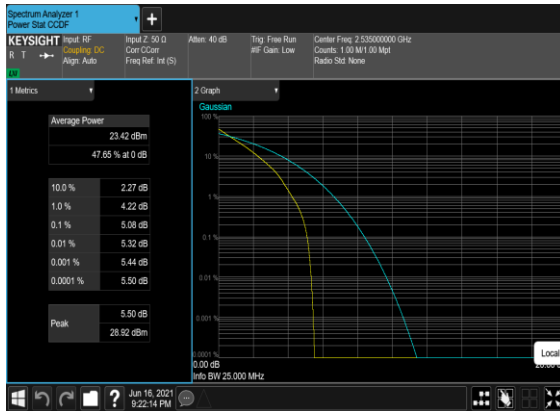 Spectrum Analyzer 1
Power Stat CCDF
+
KEYSIGHT
R T
LXI
Input: RF
Coupling: DC
Align: Auto
Input Z: 50 Ω
Corr CCorr
Freq Ref: Int (S)
Atten: 40 dB
Trig: Free Run
#IF Gain: Low
Center Freq: 2.535000000 GHz
Counts: 1.00 M/1.00 Mpt
Radio Std: None
1 Metrics
Average Power
23.42 dBm
47.65 % at 0 dB
10.0 % 2.27 dB
1.0 % 4.22 dB
0.1 % 5.08 dB
0.01 % 5.32 dB
0.001 % 5.44 dB
0.0001 % 5.50 dB
Peak
5.50 dB
28.92 dBm
2 Graph
Gaussian
100 %
10 %
1 %
0.1 %
0.01 %
0.001 %
0.0001 %
0.00 dB
Info BW 25.000 MHz
Local
?
Jun 16, 2021
9:22:14 PM